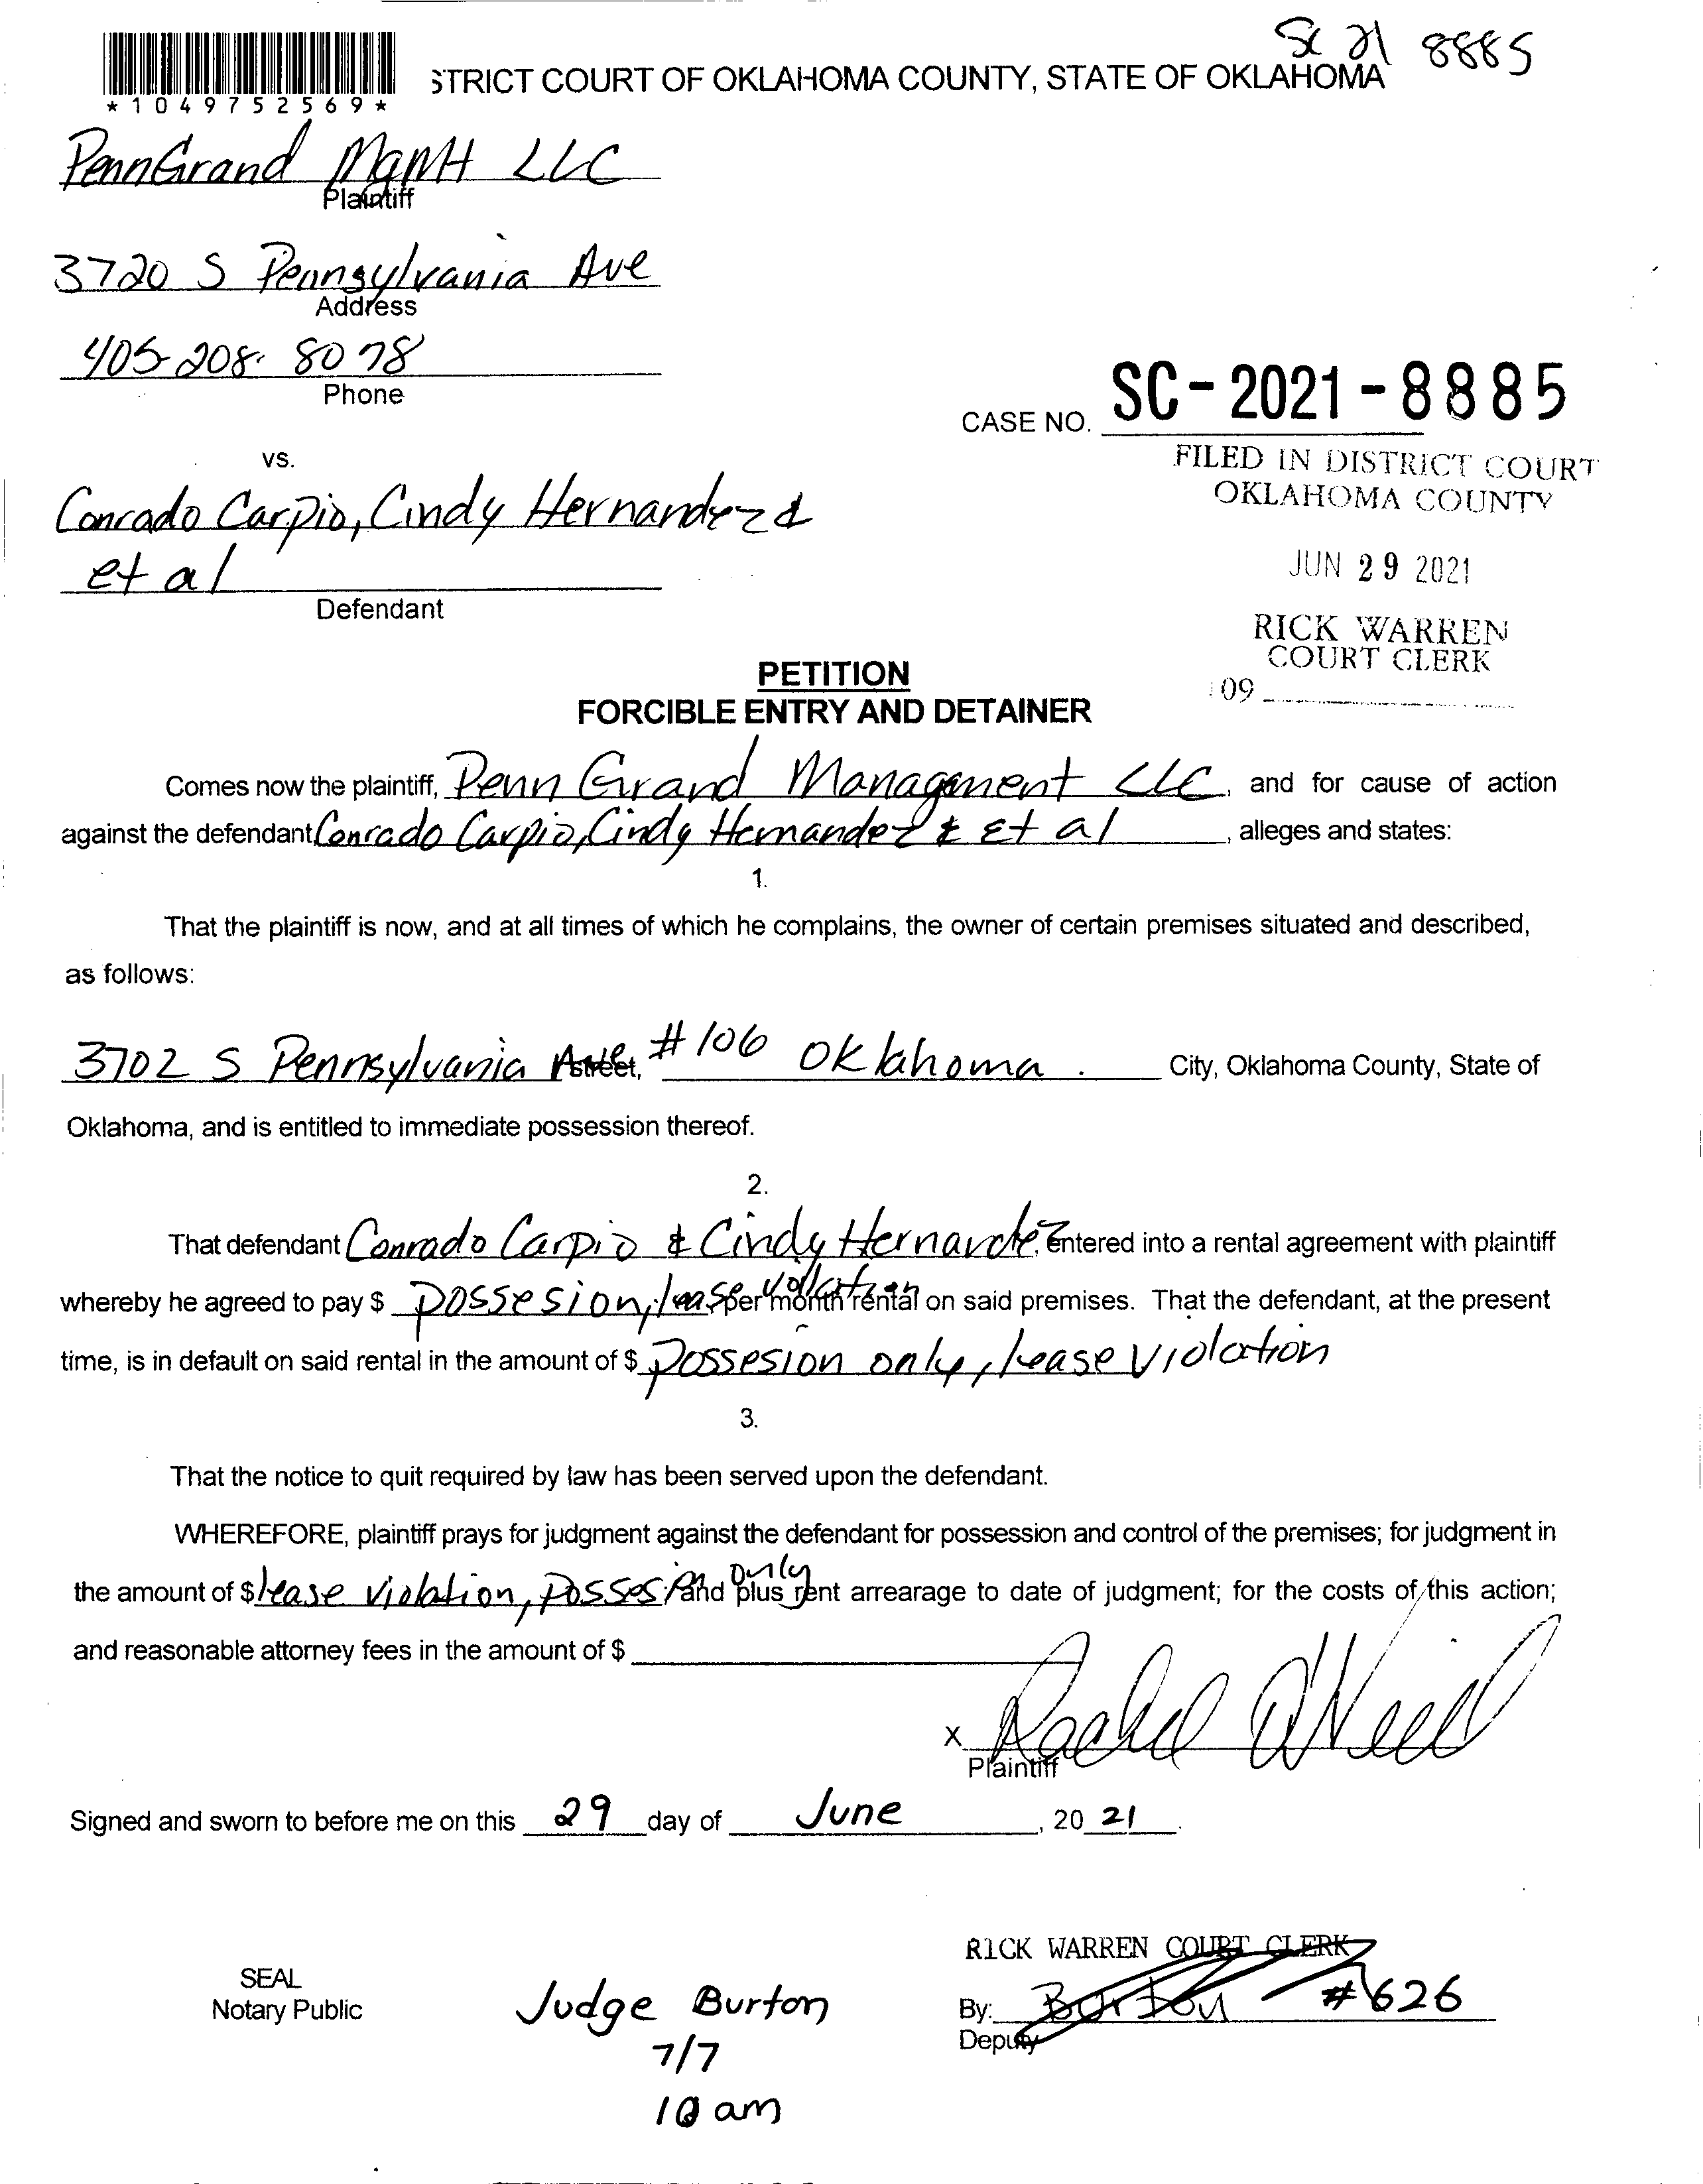 SC 21 8885
STRICT COURT OF OKLAHOMA COUNTY, STATE OF OKLAHOMA
*1049752569*
PennGrand MgMt LLC
Plaintiff
3720 S Pennsylvania Ave
Address
405-208-8078
Phone
CASE NO. SC-2021-8885
FILED IN DISTRICT COURT
OKLAHOMA COUNTY
JUN 29 2021
RICK WARREN
COURT CLERK
109
vs.
Conrado Carpio, Cindy Hernandez &
et al
Defendant
PETITION
FORCIBLE ENTRY AND DETAINER
Comes now the plaintiff, Penn Grand Managment LLC, and for cause of action
against the defendant Conrado Carpio, Cindy Hernandez & Et al, alleges and states:
1.
That the plaintiff is now, and at all times of which he complains, the owner of certain premises situated and described,
as follows:
3702 S Pennsylvania Ave Street, #106 Oklahoma. City, Oklahoma County, State of
Oklahoma, and is entitled to immediate possession thereof.
2.
That defendant Conrado Carpio & Cindy Hernandez, entered into a rental agreement with plaintiff
whereby he agreed to pay $ possesion, lease vollation per month rental on said premises. That the defendant, at the present
time, is in default on said rental in the amount of $ possesion only, lease violation
3.
That the notice to quit required by law has been served upon the defendant.
WHEREFORE, plaintiff prays for judgment against the defendant for possession and control of the premises; for judgment in
the amount of $ lease violation, possesion only and plus rent arrearage to date of judgment; for the costs of this action;
and reasonable attorney fees in the amount of $
x Rachel O'Neill
Plaintiff
Signed and sworn to before me on this 29 day of June, 20 21.
RICK WARREN COURT CLERK
SEAL
Notary Public
By: Burton #626
Deputy
Judge Burton
7/7
10 am